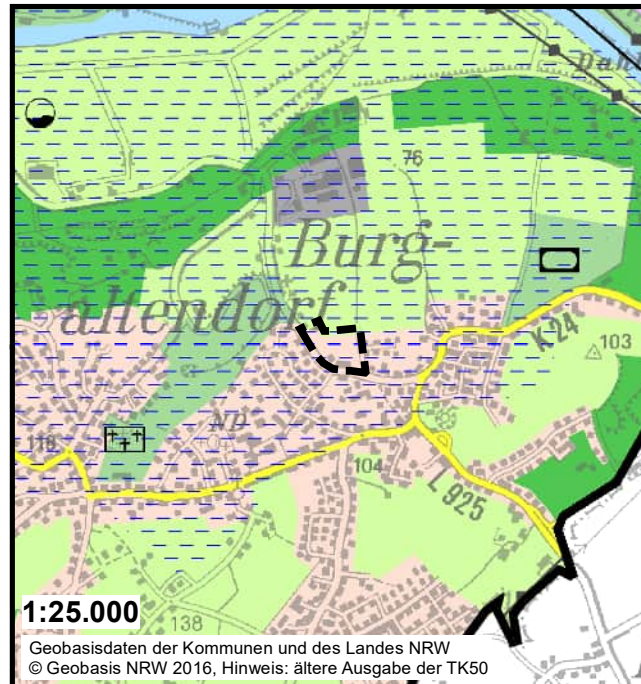 Dahl
76
Burg-
altendorf
K 24
103
ND
118
104
L 925
138
1:25.000
Geobasisdaten der Kommunen und des Landes NRW
© Geobasis NRW 2016, Hinweis: ältere Ausgabe der TK50